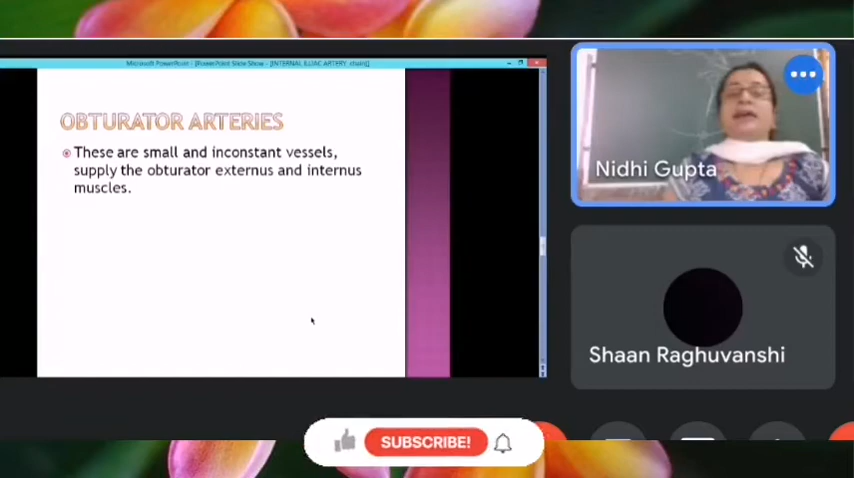 Microsoft PowerPoint - [PowerPoint Slide Show - [INTERNAL ILIAC ARTERY_shain]]
OBTURATOR ARTERIES
These are small and inconstant vessels,
supply the obturator externus and internus
muscles.
Nidhi Gupta
Shaan Raghuvanshi
SUBSCRIBE!